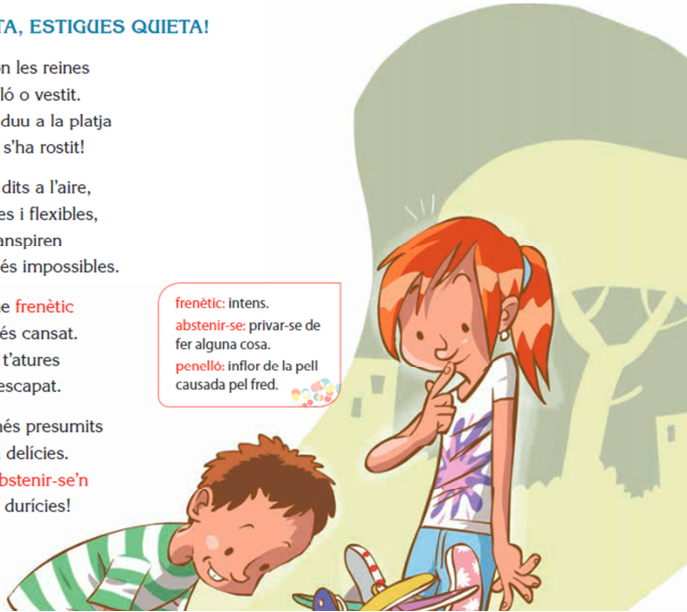 TA, ESTIGUES QUIETA!
n les reines
ló o vestit.
duu a la platja
s'ha rostit!
dits a l'aire,
es i flexibles,
anspiren
és impossibles.
e frenètic
és cansat.
t'atures
escapat.
nés presumits
delícies.
bstenir-se'n
durícies!
frenètic: intens.
abstenir-se: privar-se de
fer alguna cosa.
penelló: inflor de la pell
causada pel fred.